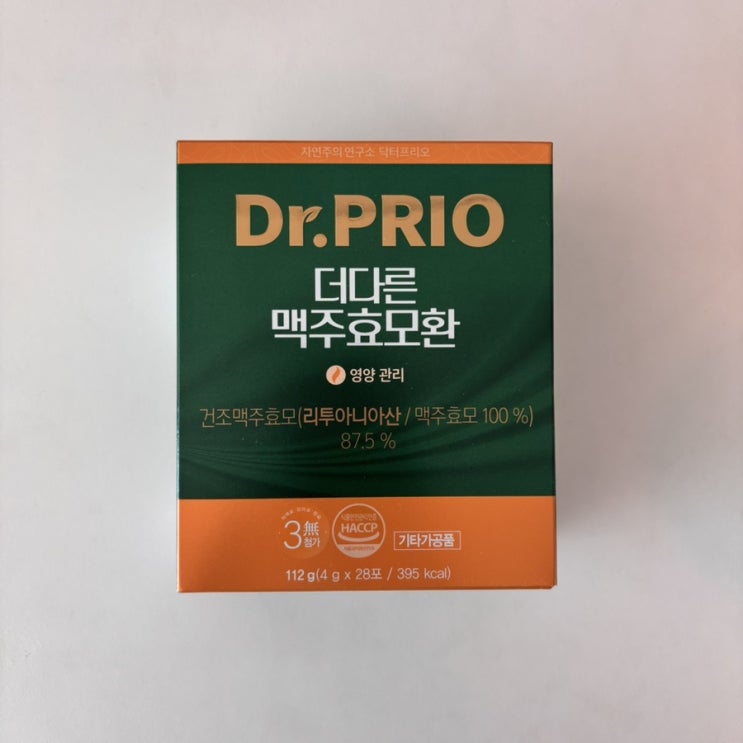 자연주의연구소 닥터프리오
Dr.PRIO
더다른
맥주효모환
영양 관리
건조맥주효모(리투아니아산 / 맥주효모 100 %)
87.5 %
3無
첨가
HACCP
기타가공품
112 g(4 g x 28포 / 395 kcal)